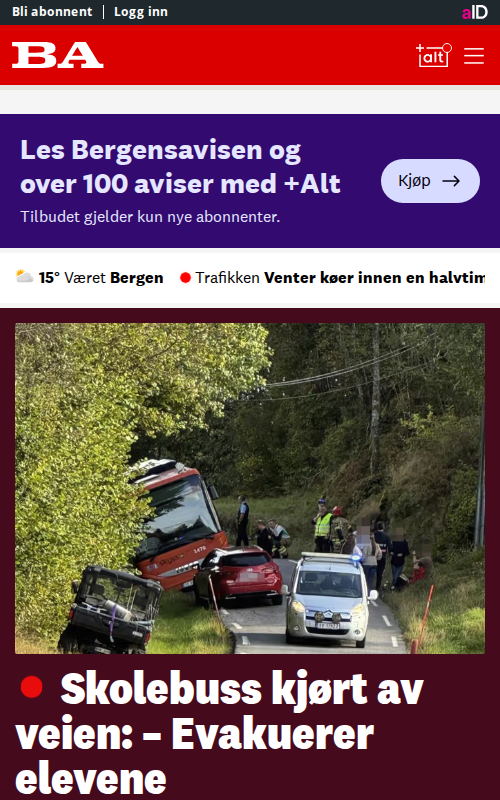 Bli abonnent | Logg inn
aID
BA
+alt
Les Bergensavisen og
over 100 aviser med +Alt
Tilbudet gjelder kun nye abonnenter.
Kjøp
15° Været Bergen
Trafikken Venter køer innen en halvtim
1470
Skolebuss kjørt av
veien: – Evakuerer
elevene